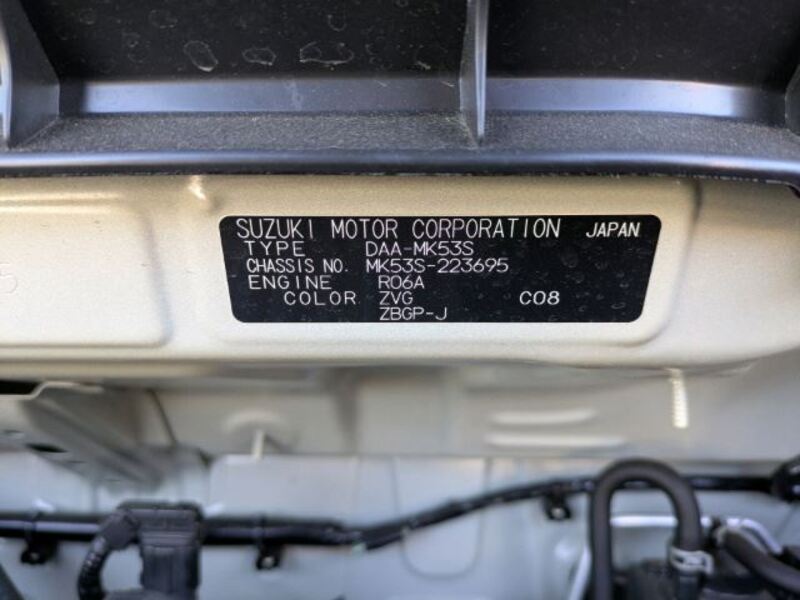 SUZUKI MOTOR CORPORATION JAPAN
TYPE DAA-MK53S
CHASSIS NO. MK53S-223695
ENGINE R06A
COLOR ZVG C08
ZBGP-J